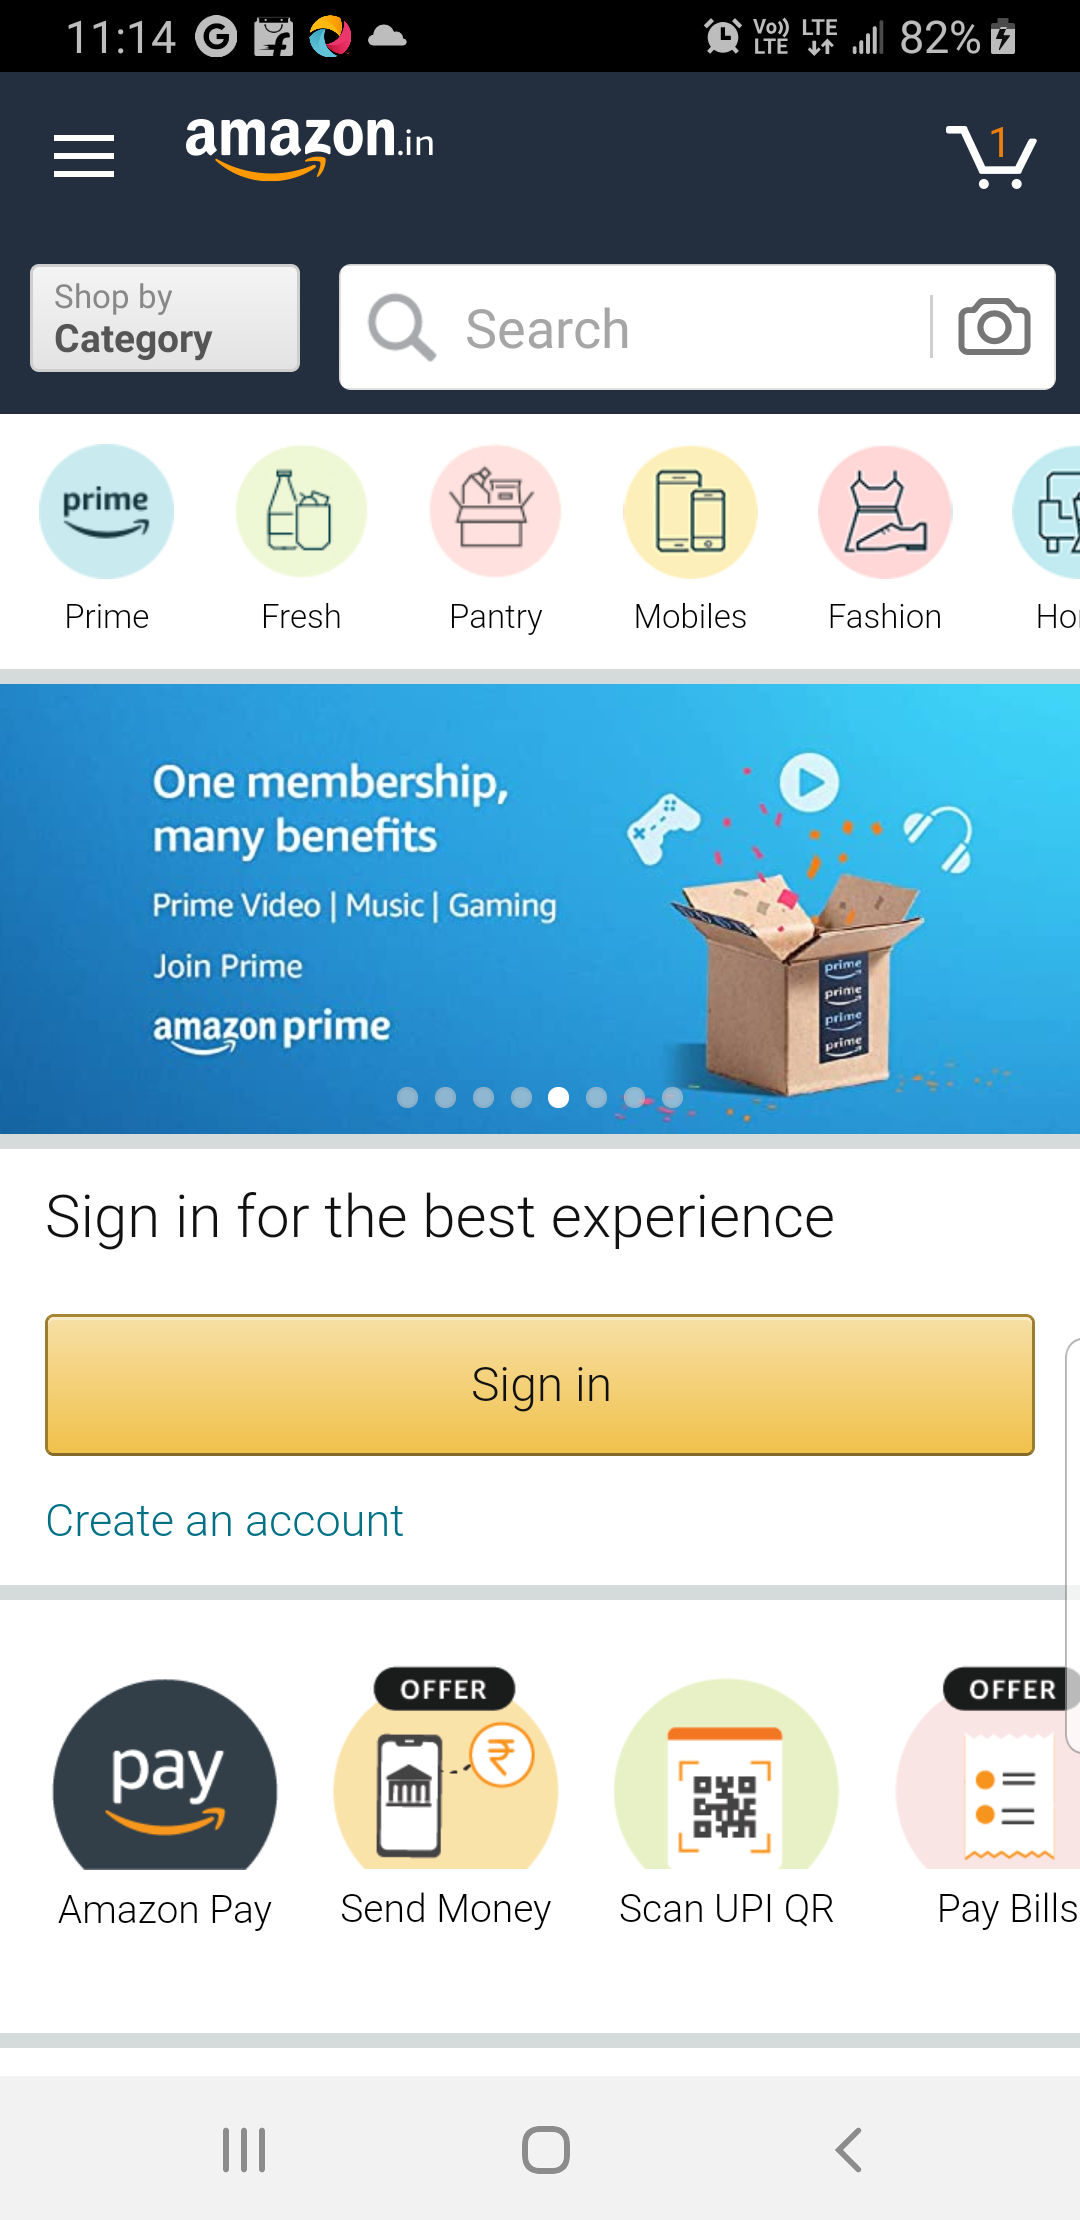 11:14
Vo)) LTE
LTE
82%
amazon.in
1
Shop by
Category
Search
prime
Prime
Fresh
Pantry
Mobiles
Fashion
Ho
One membership,
many benefits
Prime Video | Music | Gaming
Join Prime
amazon prime
prime
prime
prime
prime
Sign in for the best experience
Sign in
Create an account
OFFER
OFFER
pay
₹
Amazon Pay
Send Money
Scan UPI QR
Pay Bills